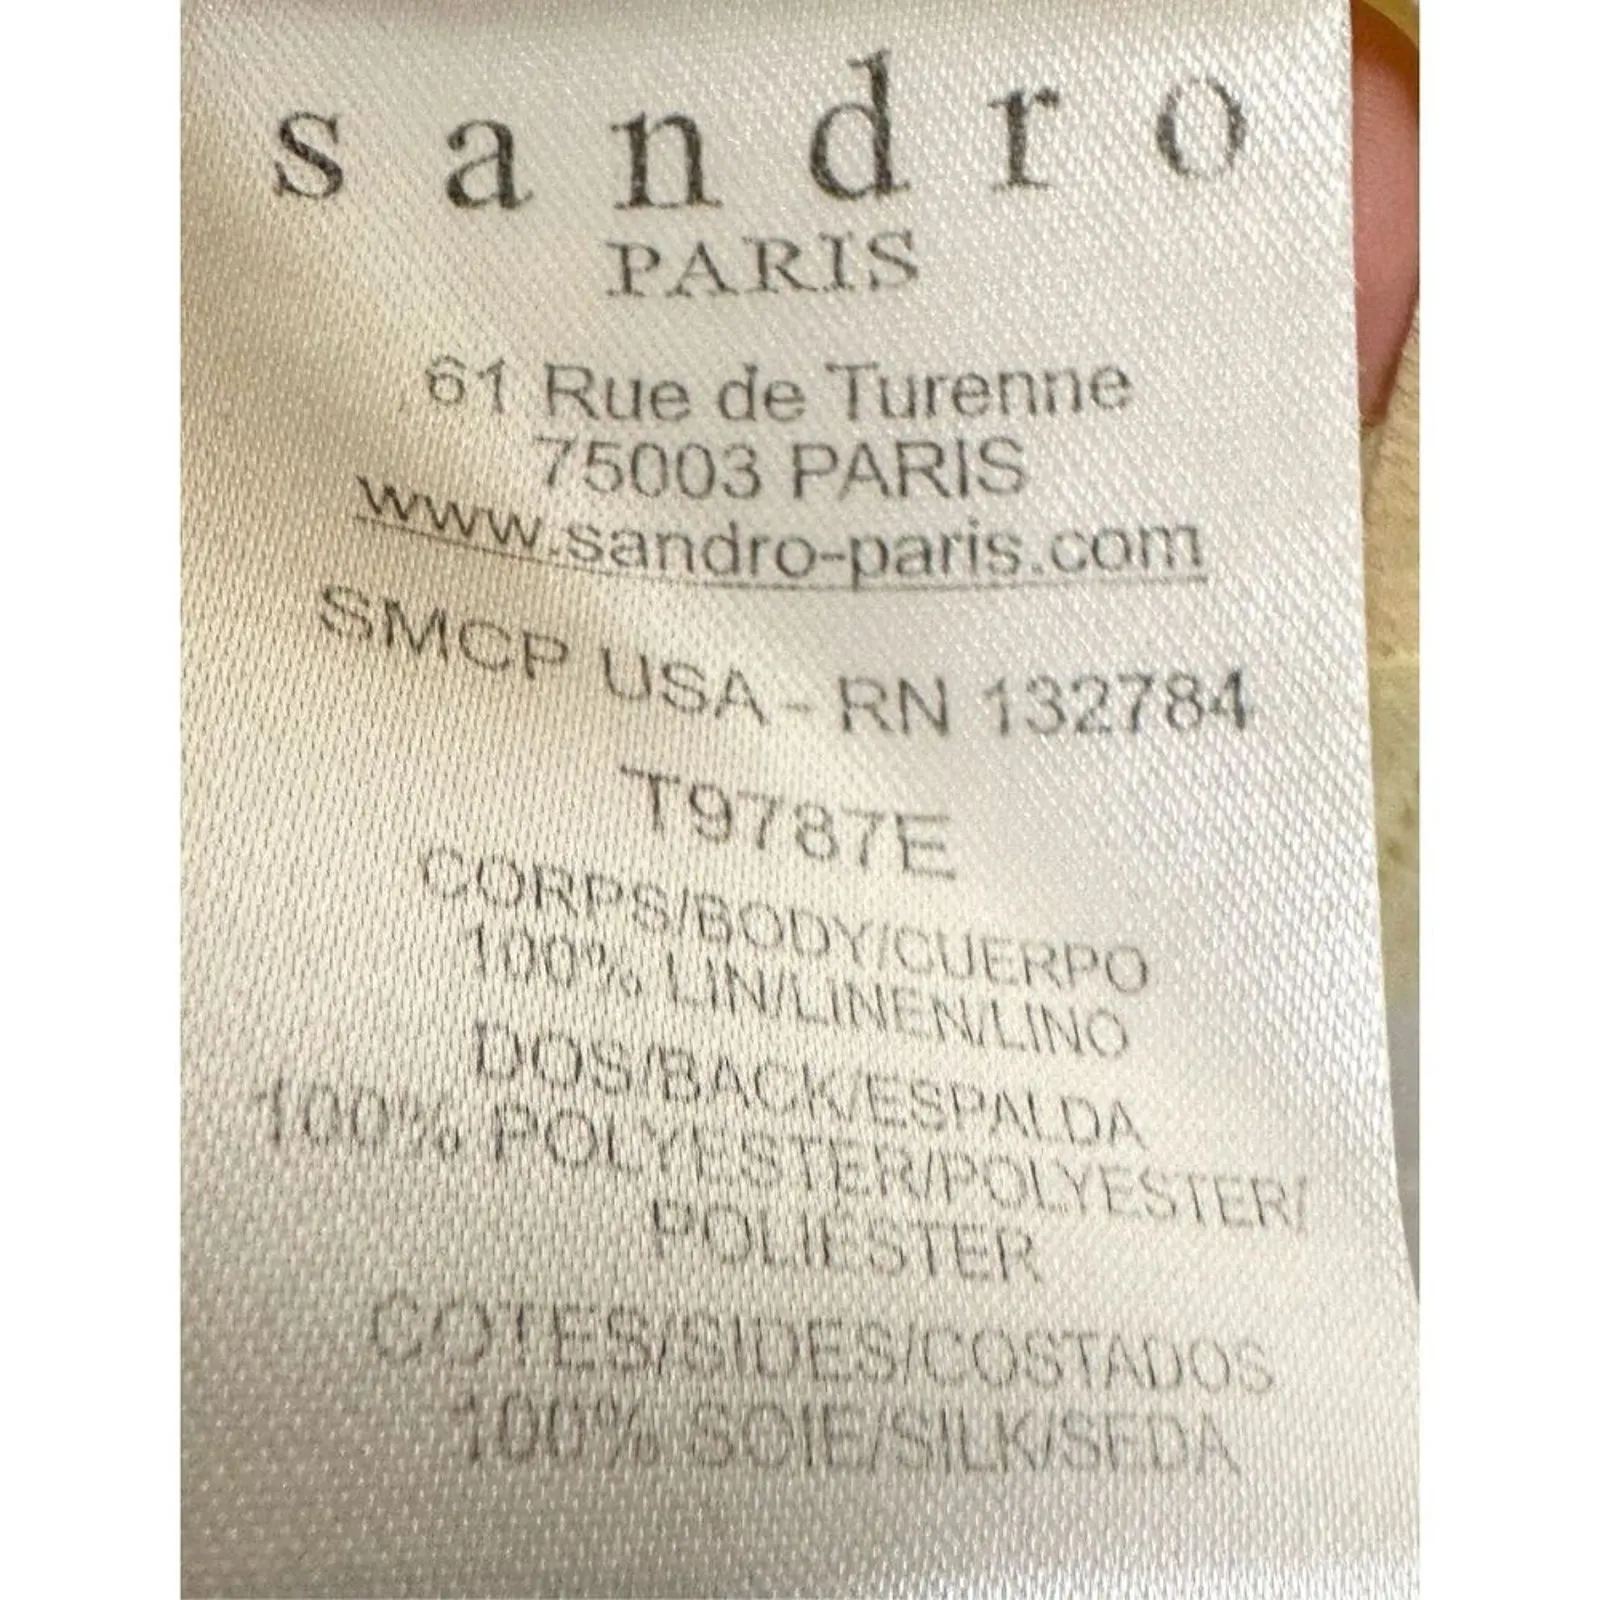 sandro
PARIS
61 Rue de Turenne
75003 PARIS
www.sandro-paris.com
SMCP USA - RN 132784
T9787E
CORPS/BODY/CUERPO
100% LIN/LINEN/LINO
DOS/BACK/ESPALDA
100% POLYESTER/POLYESTER/
POLIESTER
COTES/SIDES/COSTADOS
100% SOIE/SILK/SEDA